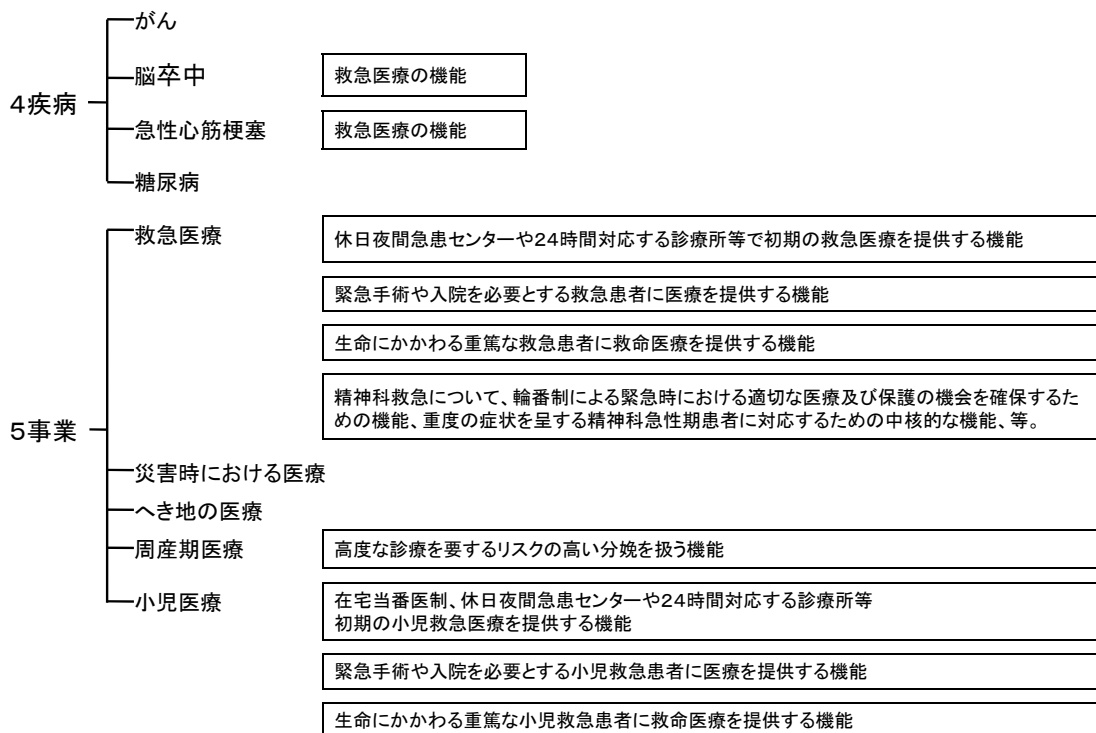 4疾病
がん
脳卒中
救急医療の機能
急性心筋梗塞
救急医療の機能
糖尿病
5事業
救急医療
休日夜間急患センターや24時間対応する診療所等で初期の救急医療を提供する機能
緊急手術や入院を必要とする救急患者に医療を提供する機能
生命にかかわる重篤な救急患者に救命医療を提供する機能
精神科救急について、輪番制による緊急時における適切な医療及び保護の機会を確保するた
めの機能、重度の症状を呈する精神科急性期患者に対応するための中核的な機能、等。
災害時における医療
へき地の医療
周産期医療
高度な診療を要するリスクの高い分娩を扱う機能
小児医療
在宅当番医制、休日夜間急患センターや24時間対応する診療所等
初期の小児救急医療を提供する機能
緊急手術や入院を必要とする小児救急患者に医療を提供する機能
生命にかかわる重篤な小児救急患者に救命医療を提供する機能